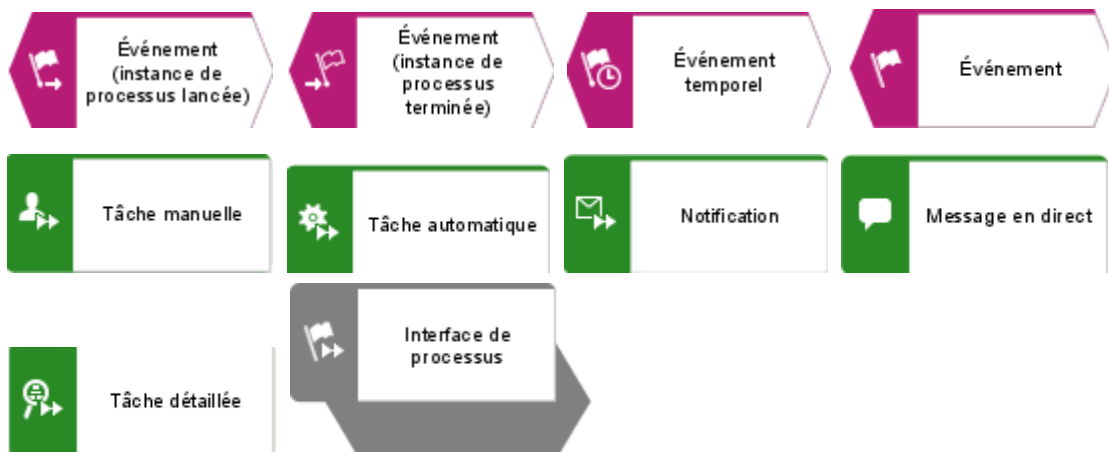 Événement
(instance de
processus lancée)
Événement
(instance de
processus
terminée)
Événement
temporel
Événement
Tâche manuelle
Tâche automatique
Notification
Message en direct
Tâche détaillée
Interface de
processus